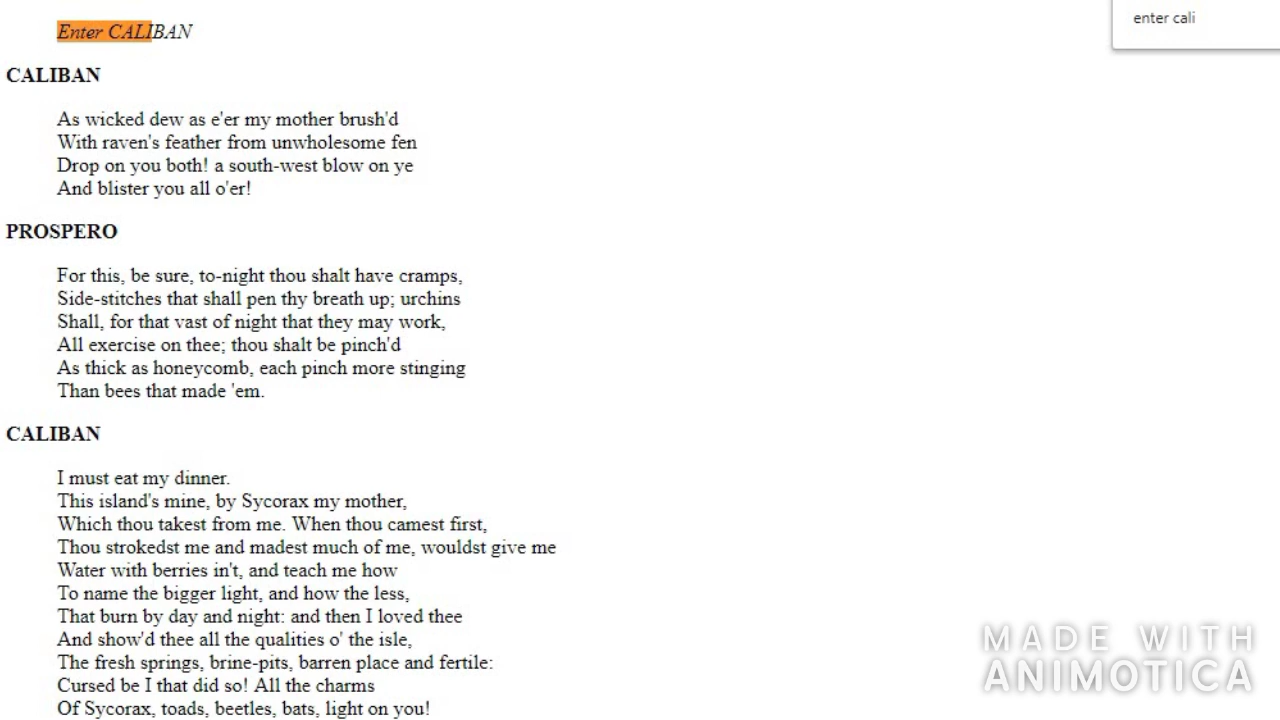 Enter CALIBAN
enter cali
CALIBAN
As wicked dew as e'er my mother brush'd
With raven's feather from unwholesome fen
Drop on you both! a south-west blow on ye
And blister you all o'er!
PROSPERO
For this, be sure, to-night thou shalt have cramps,
Side-stitches that shall pen thy breath up; urchins
Shall, for that vast of night that they may work,
All exercise on thee; thou shalt be pinch'd
As thick as honeycomb, each pinch more stinging
Than bees that made 'em.
CALIBAN
I must eat my dinner.
This island's mine, by Sycorax my mother,
Which thou takest from me. When thou camest first,
Thou strokedst me and madest much of me, wouldst give me
Water with berries in't, and teach me how
To name the bigger light, and how the less,
That burn by day and night: and then I loved thee
And show'd thee all the qualities o' the isle,
The fresh springs, brine-pits, barren place and fertile:
Cursed be I that did so! All the charms
Of Sycorax, toads, beetles, bats, light on you!
MADE WITH
ANIMOTICA